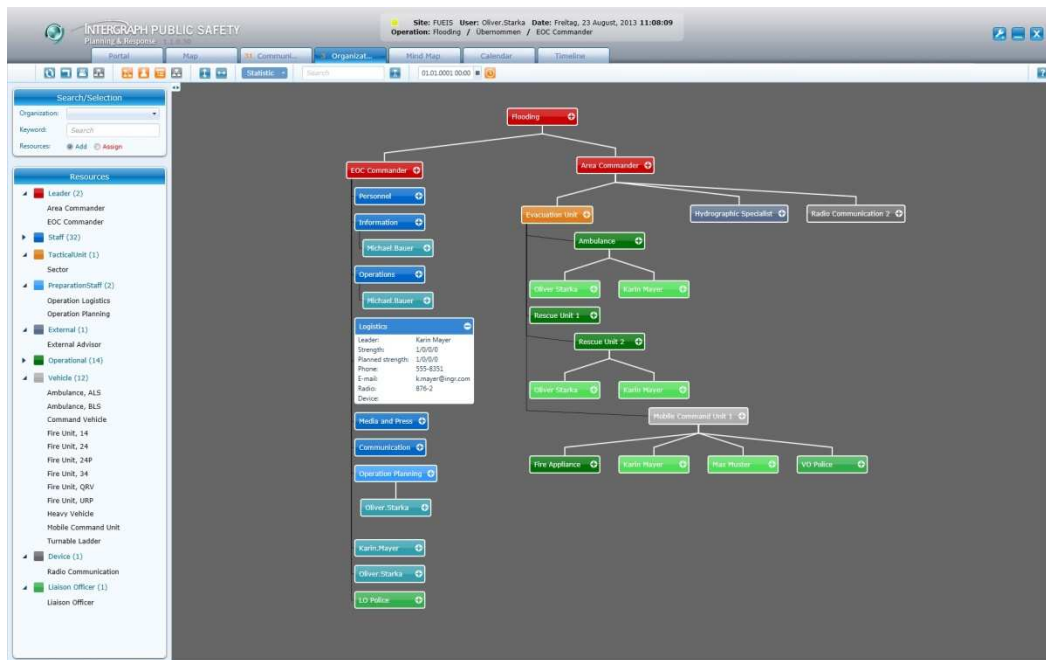 INTERGRAPH PUBLIC SAFETY
Planning & Response
Site: FUEIS User: Oliver.Starka Date: Freitag, 23 August, 2013 11:08:09
Operation: Flooding / Übernommen / EOC Commander
Portal
Map
Communi...
Organizat...
Mind Map
Calendar
Timeline
Statistic
Search
01.01.0001 00:00
Search/Selection
Organization:
Keyword: Search
Resources: Add Assign
Resources
Leader (2)
Area Commander
EOC Commander
Staff (32)
TacticalUnit (1)
Sector
PreparationStaff (2)
Operation Logistics
Operation Planning
External (1)
External Advisor
Operational (14)
Vehicle (12)
Ambulance, ALS
Ambulance, BLS
Command Vehicle
Fire Unit, 14
Fire Unit, 24
Fire Unit, 24P
Fire Unit, 34
Fire Unit, QRV
Fire Unit, URP
Heavy Vehicle
Mobile Command Unit
Turnable Ladder
Device (1)
Radio Communication
Liaison Officer (1)
Liaison Officer
Flooding
EOC Commander
Personnel
Information
Michael.Bauer
Operations
Michael.Bauer
Logistics
Leader: Karin Mayer
Strength: 1/0/0/0
Planned strength: 1/0/0/0
Phone: 555-8351
E-mail: k.mayer@ingr.com
Radio: 876-2
Device:
Media and Press
Communication
Operation Planning
Oliver.Starka
Karin.Mayer
Oliver.Starka
LO Police
Area Commander
Evacuation Unit
Hydrographic Specialist
Radio Communication 2
Ambulance
Oliver Starka
Karin Mayer
Rescue Unit 1
Rescue Unit 2
Oliver Starka
Karin Mayer
Mobile Command Unit 1
Fire Appliance
Karin Mayer
Max Muster
VO Police